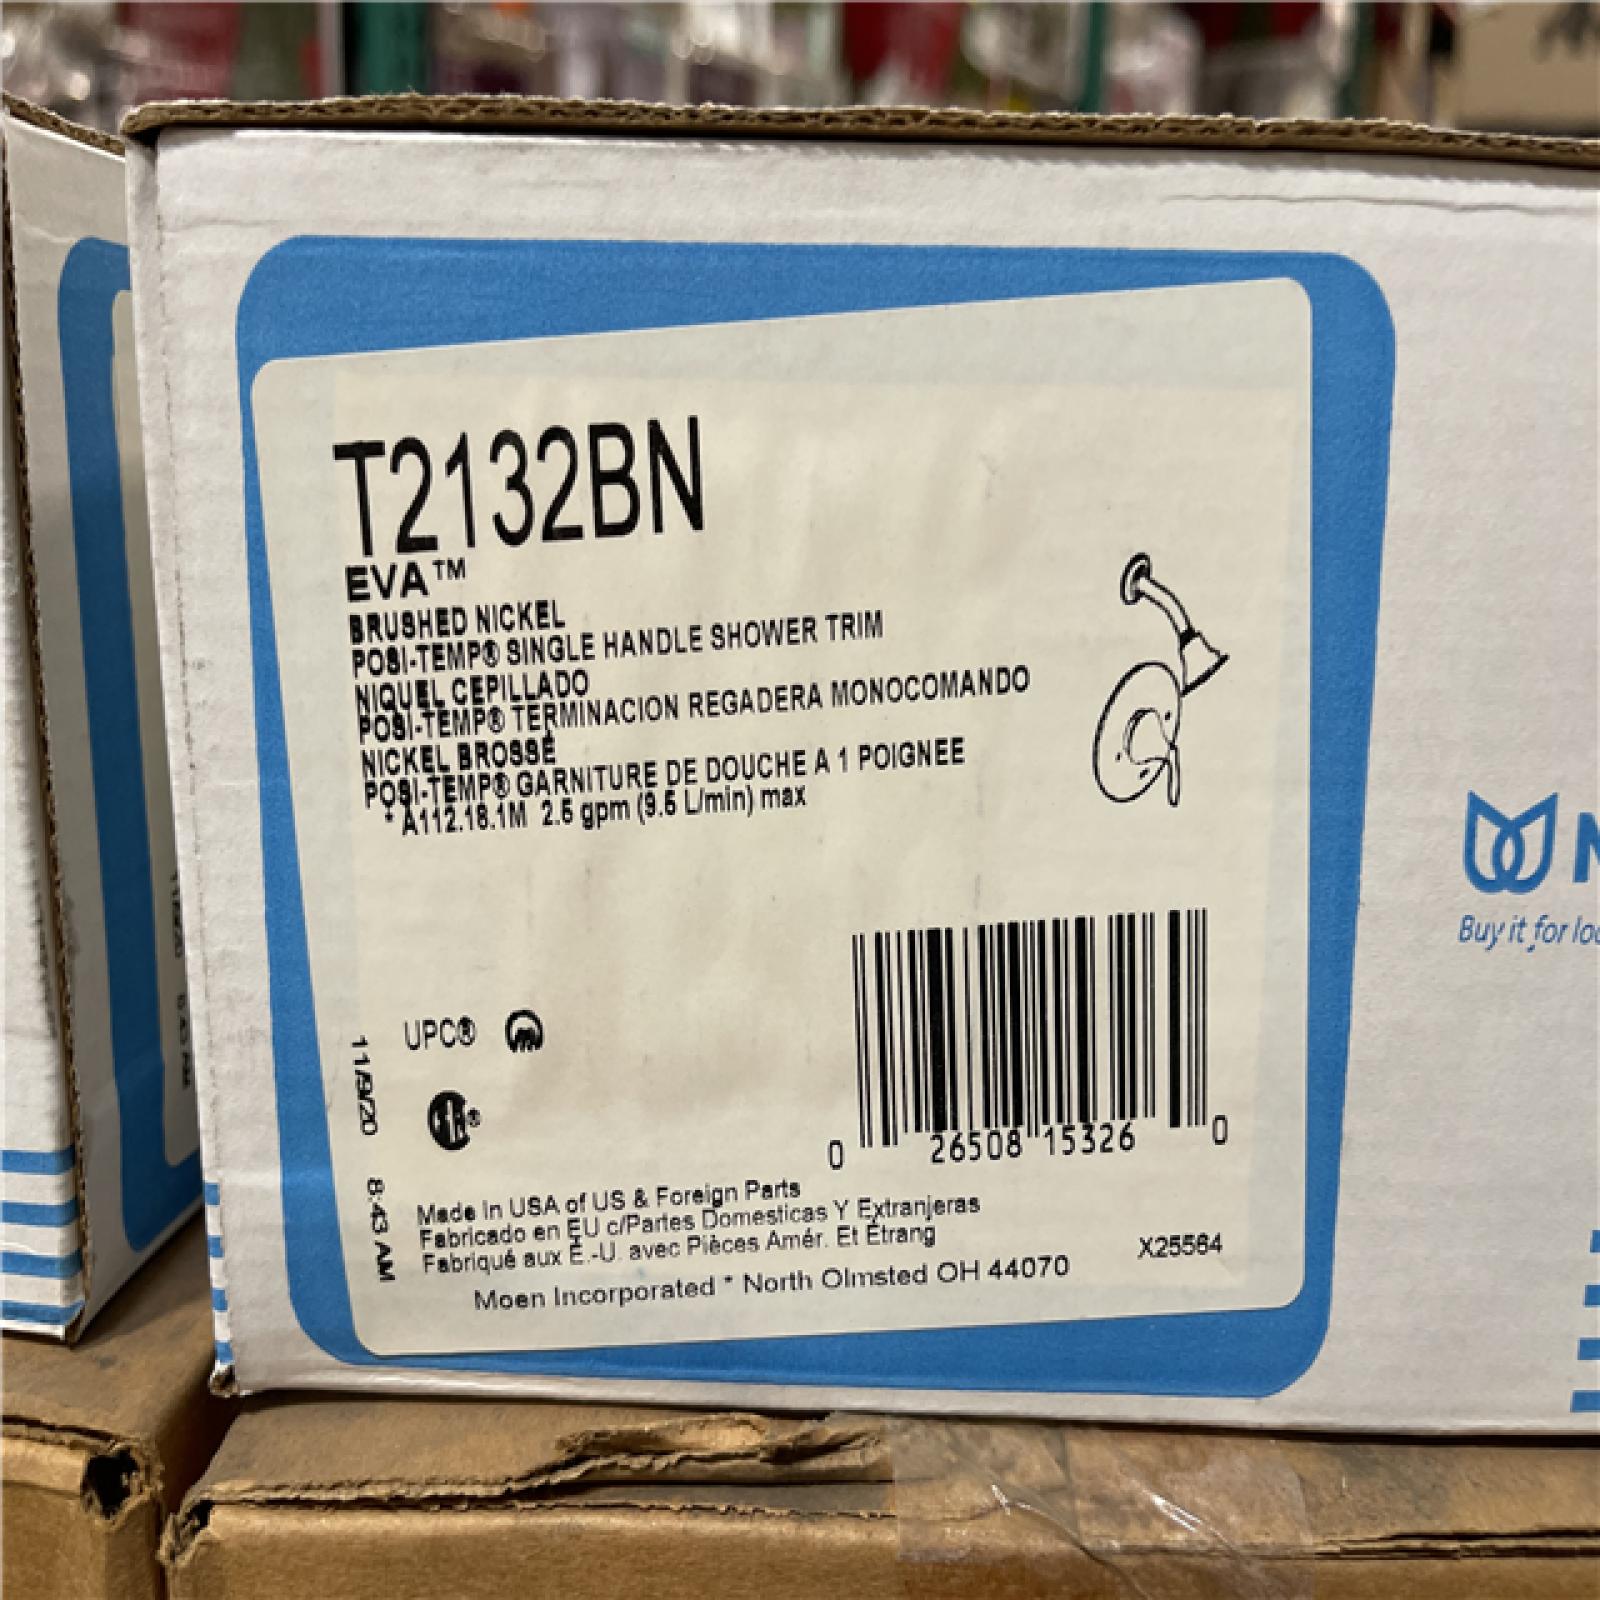 T2132BN
EVA™
BRUSHED NICKEL
POSI-TEMP® SINGLE HANDLE SHOWER TRIM
NIQUEL CEPILLADO
POSI-TEMP® TERMINACION REGADERA MONOCOMANDO
NICKEL BROSSÉ
POSI-TEMP® GARNITURE DE DOUCHE A 1 POIGNEE
* A112.18.1M 2.5 gpm (9.5 L/min) max
UPC®
11/9/20 8:43 AM
0 26508 15326 0
Made in USA of US & Foreign Parts
Fabricado en EU c/Partes Domesticas Y Extranjeras
Fabriqué aux É.-U. avec Pièces Amér. Et Étrang
X25564
Moen Incorporated * North Olmsted OH 44070
Buy it for